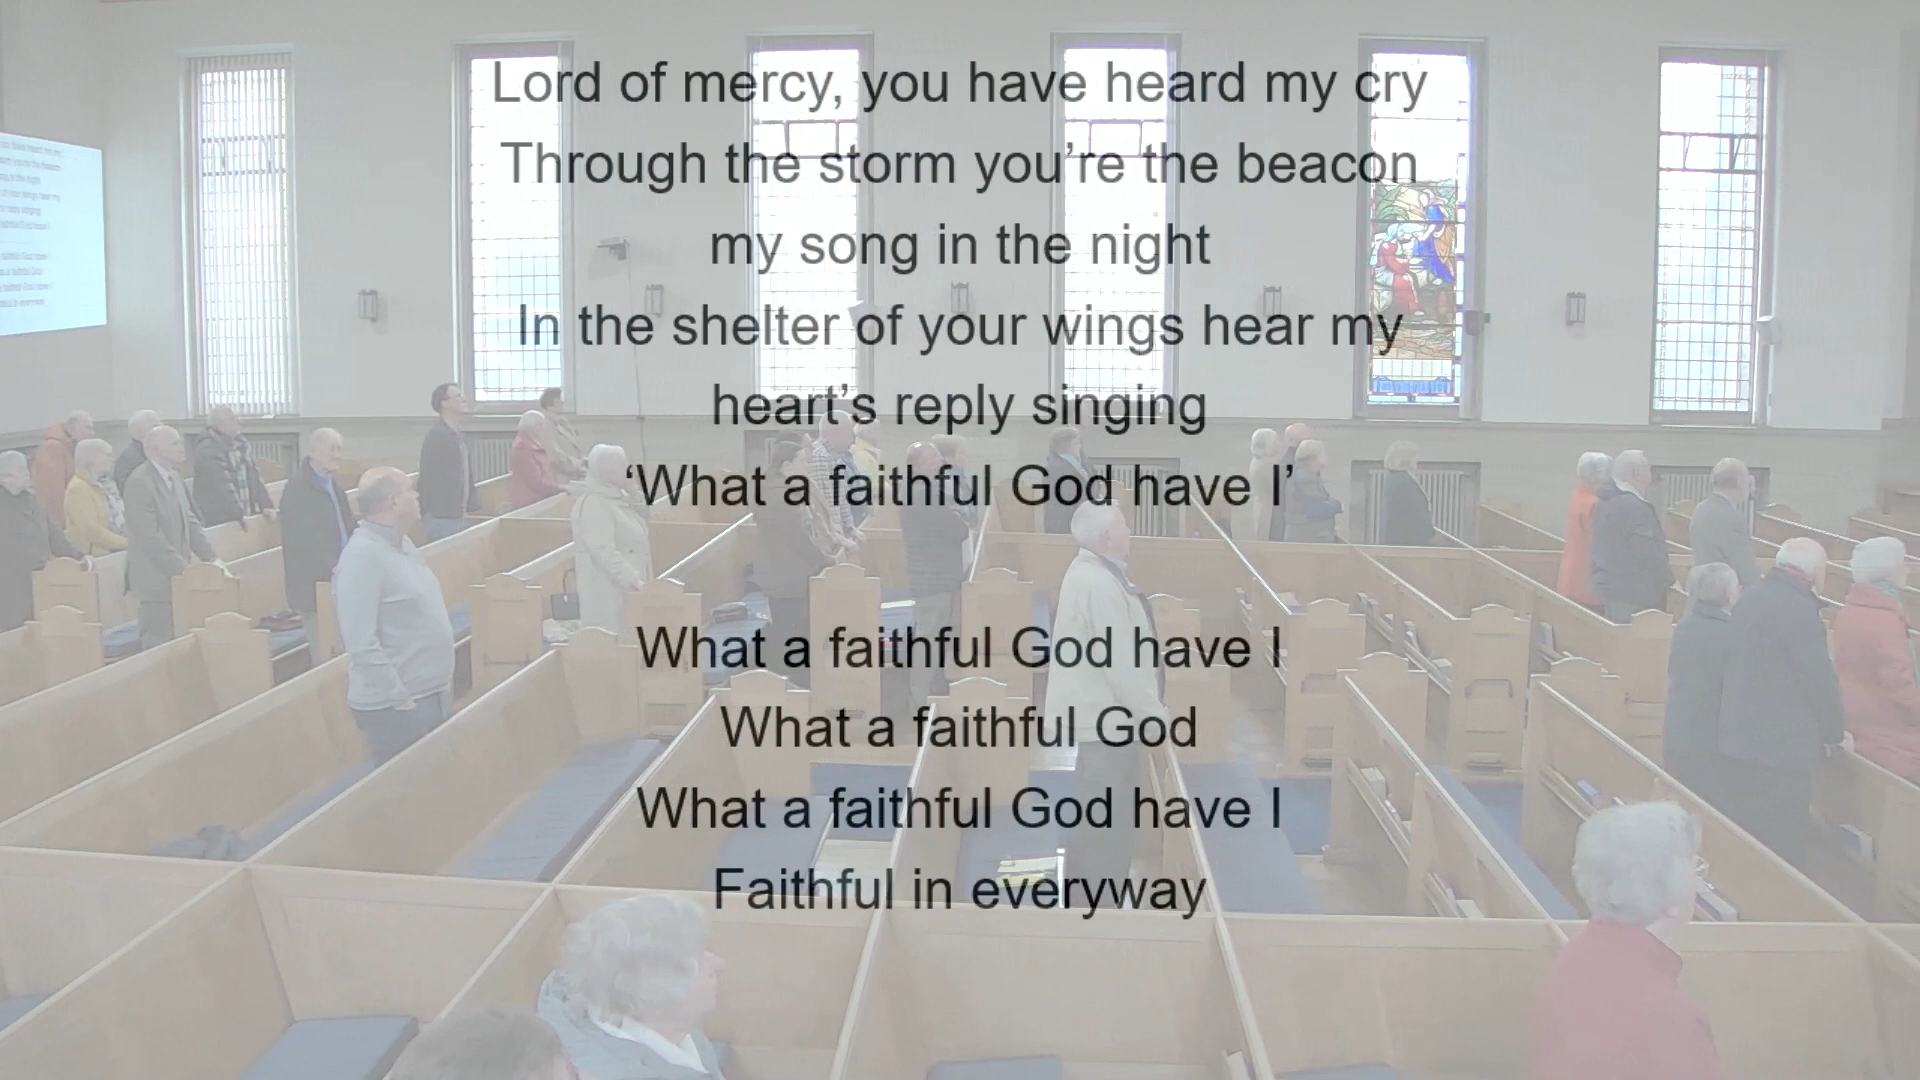 Lord of mercy, you have heard my cry
Through the storm you’re the beacon
my song in the night
In the shelter of your wings hear my
heart’s reply singing
‘What a faithful God have I’
What a faithful God have I
What a faithful God
What a faithful God have I
Faithful in everyway